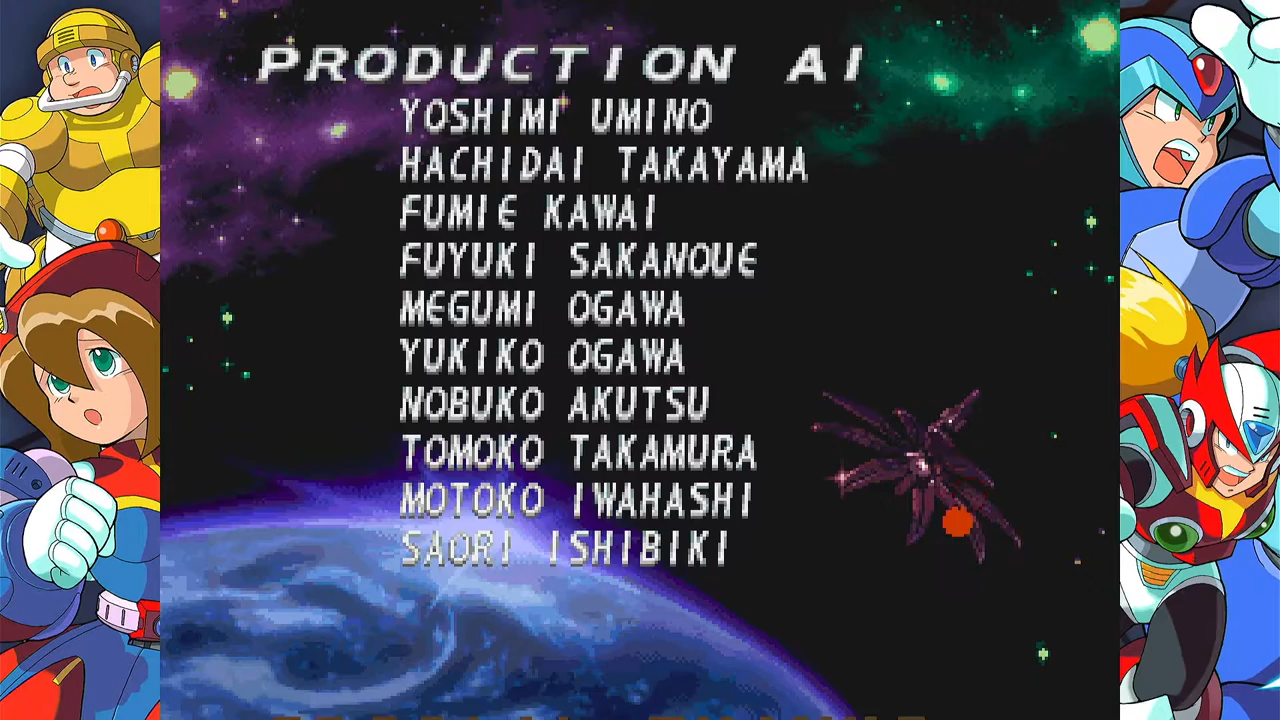 PRODUCTION AI
YOSHIMI UMINO
HACHIDAI TAKAYAMA
FUMIE KAWAI
FUYUKI SAKANOUE
MEGUMI OGAWA
YUKIKO OGAWA
NOBUKO AKUTSU
TOMOKO TAKAMURA
MOTOKO IWAHASHI
SAORI ISHIBIKI